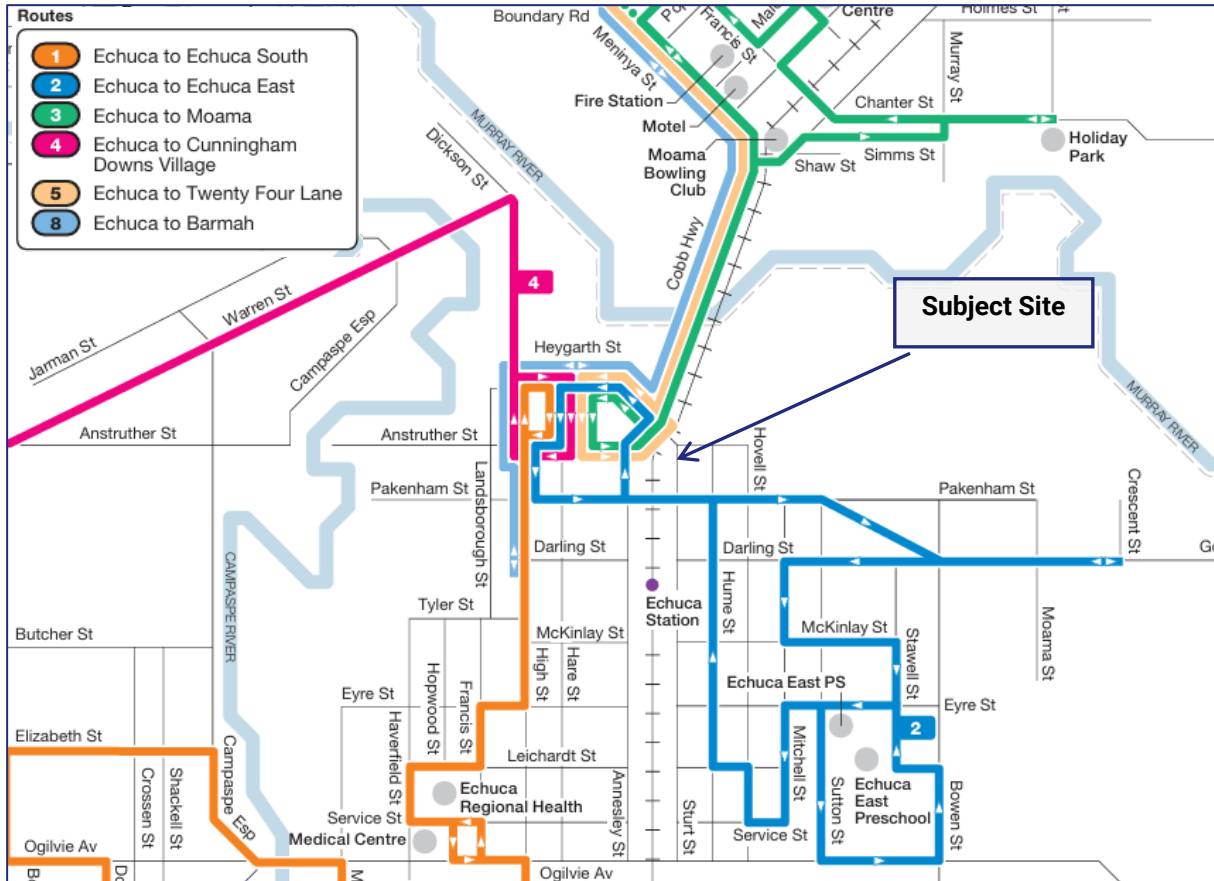 Routes
1 Echuca to Echuca South
2 Echuca to Echuca East
3 Echuca to Moama
4 Echuca to Cunningham
Downs Village
5 Echuca to Twenty Four Lane
8 Echuca to Barmah
Boundary Rd
Meninya St
Francis St
Centre
Holmes St
Murray St
Fire Station
Motel
Chanter St
Holiday
Park
Moama
Bowling
Club
Shaw St
Simms St
MURRAY RIVER
Dickson St
Cobb Hwy
4
Subject Site
Warren St
Jarman St
Campaspe Esp
Heygarth St
MURRAY RIVER
Anstruther St
Anstruther St
Hovell St
Landsborough St
Pakenham St
Pakenham St
Crescent St
Darling St
Darling St
CAMPASPE RIVER
Echuca
Station
Hume St
Tyler St
Butcher St
McKinlay St
McKinlay St
Stawell St
Moama St
High St
Hare St
Hopwood St
Francis St
Echuca East PS
Eyre St
Eyre St
2
Haverfield St
Elizabeth St
Campaspe Esp
Leichardt St
Mitchell St
Crossen St
Shackell St
Echuca
Regional Health
Annesley St
Sturt St
Sutton St
Echuca
East
Preschool
Bowen St
Service St
Service St
Medical Centre
Ogilvie Av
Ogilvie Av